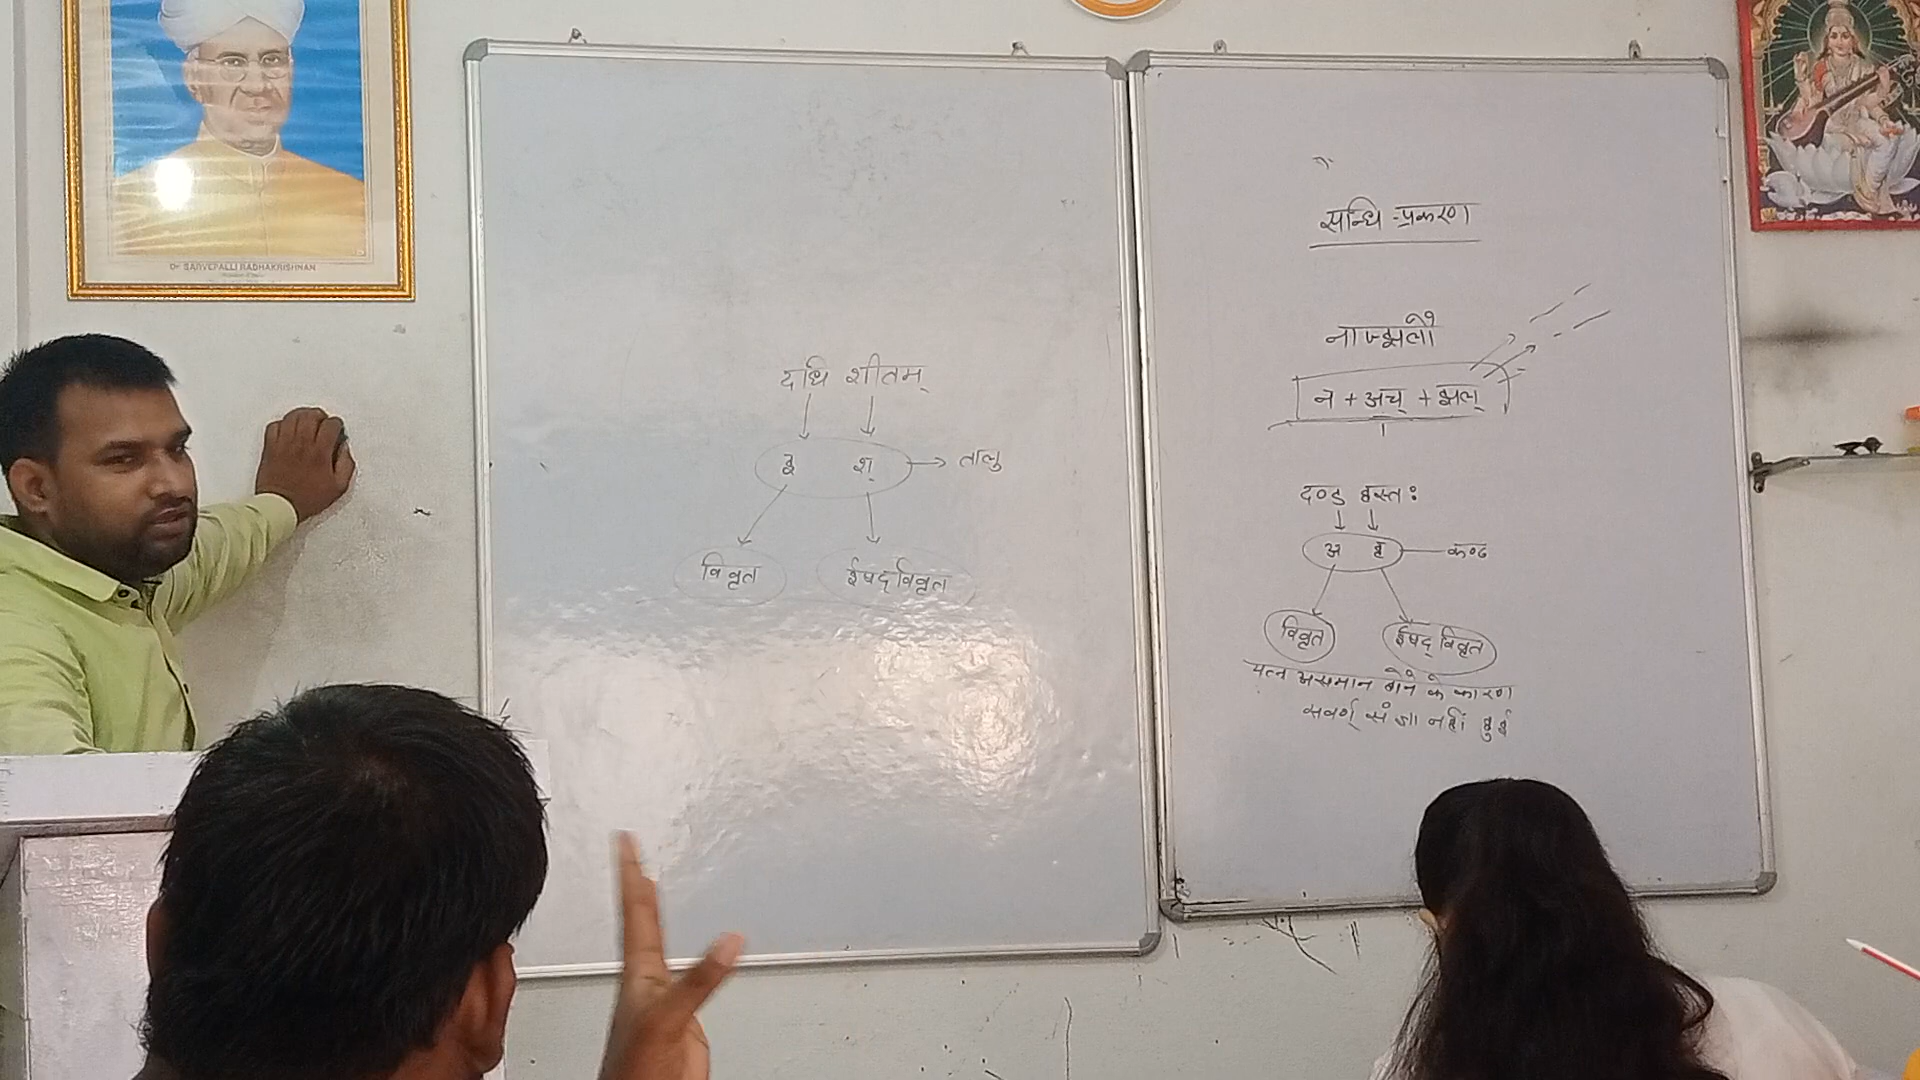 Dr SARVEPALLI RADHAKRISHNAN
दधि शीतम्
इ श् → तालु
विवृत ईषद् विवृत
सन्धि-प्रकरण
नाज्झलौ
न + अच् + झल्
दण्ड हस्तः
अ ह कण्ठ
विवृत ईषद् विवृत
यत्न असमान होने के कारण
सवर्ण संज्ञा नहीं हुई